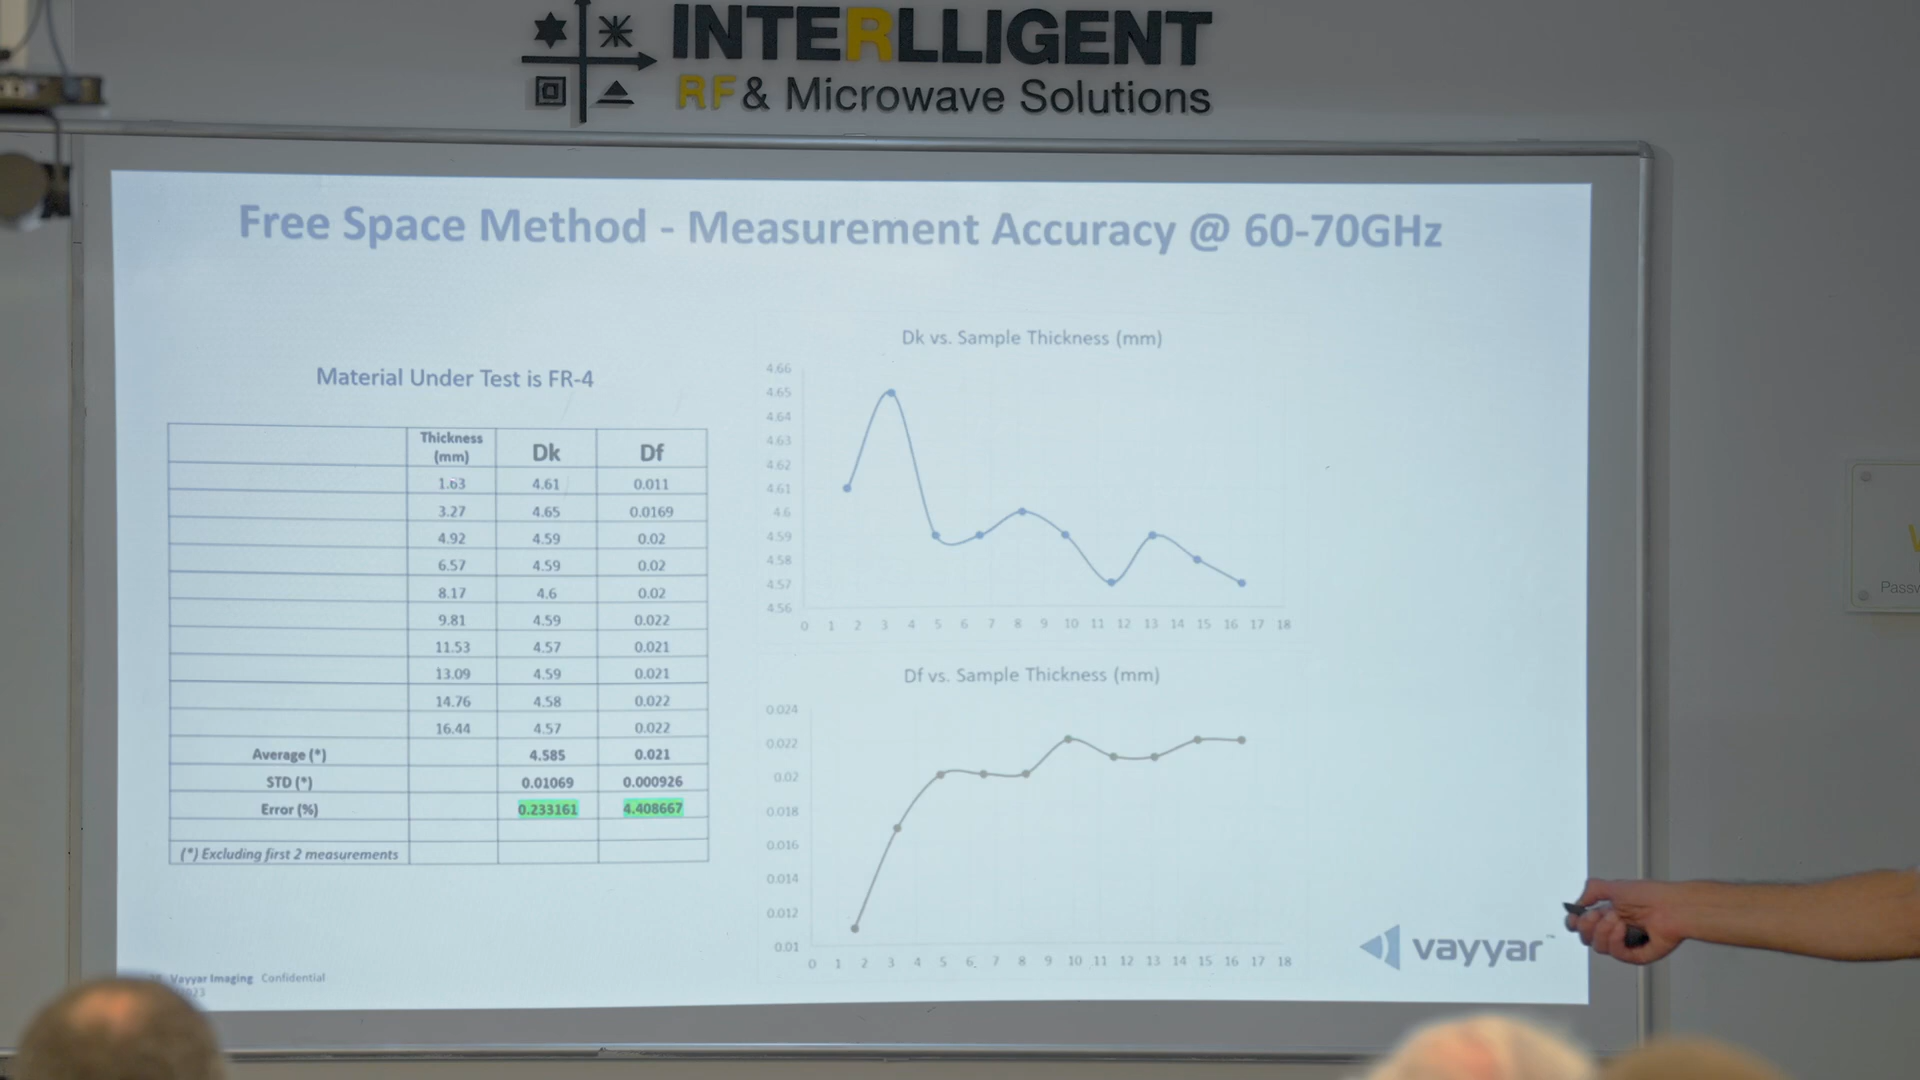 INTERLLIGENT
RF & Microwave Solutions
Free Space Method - Measurement Accuracy @ 60-70GHz
Material Under Test is FR-4
Thickness (mm) Dk Df
1.63 4.61 0.011
3.27 4.65 0.0169
4.92 4.59 0.02
6.57 4.59 0.02
8.17 4.6 0.02
9.81 4.59 0.022
11.53 4.57 0.021
13.09 4.59 0.021
14.76 4.58 0.022
16.44 4.57 0.022
Average (*) 4.585 0.021
STD (*) 0.01069 0.000926
Error (%) 0.233161 4.408667
(*) Excluding first 2 measurements
Dk vs. Sample Thickness (mm)
4.66
4.65
4.64
4.63
4.62
4.61
4.6
4.59
4.58
4.57
4.56
0 1 2 3 4 5 6 7 8 9 10 11 12 13 14 15 16 17 18
Df vs. Sample Thickness (mm)
0.024
0.022
0.02
0.018
0.016
0.014
0.012
0.01
0 1 2 3 4 5 6 7 8 9 10 11 12 13 14 15 16 17 18
vayyar™
Vayyar Imaging Confidential